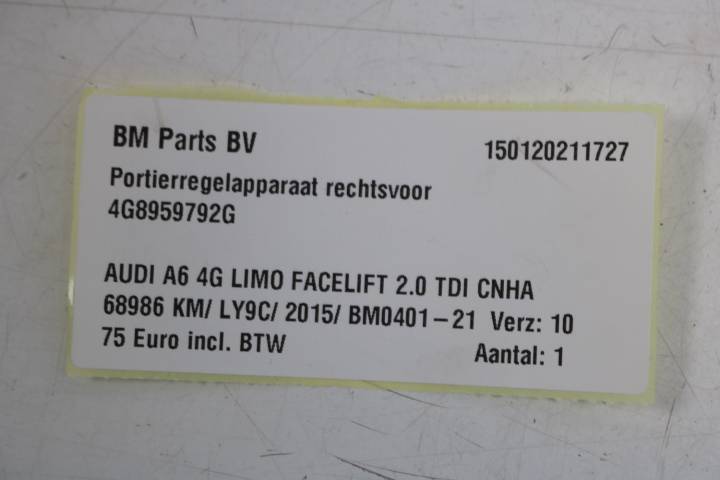 BM Parts BV 150120211727
Portierregelapparaat rechtsvoor
4G8959792G
AUDI A6 4G LIMO FACELIFT 2.0 TDI CNHA
68986 KM/ LY9C/ 2015/ BM0401-21 Verz: 10
75 Euro incl. BTW Aantal: 1